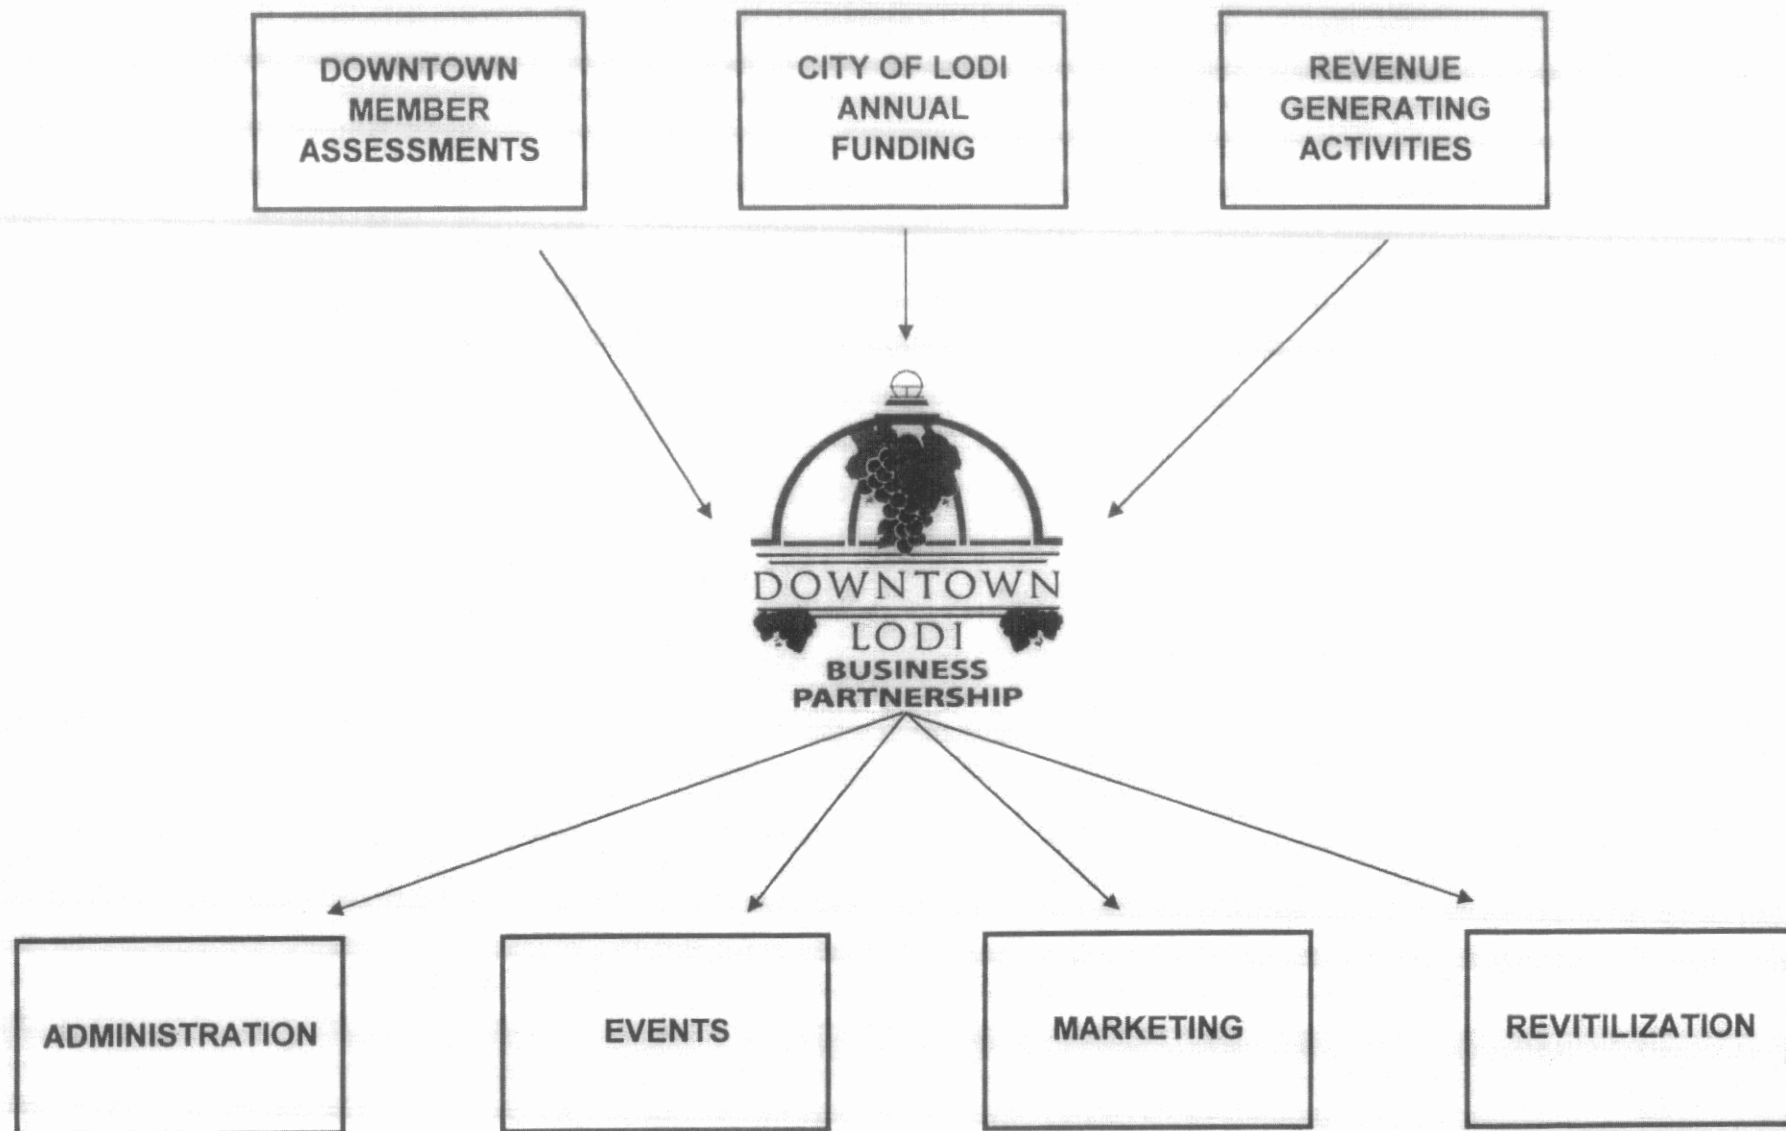 DOWNTOWN
MEMBER
ASSESSMENTS
CITY OF LODI
ANNUAL
FUNDING
REVENUE
GENERATING
ACTIVITIES
DOWNTOWN
LODI
BUSINESS
PARTNERSHIP
ADMINISTRATION
EVENTS
MARKETING
REVITILIZATION